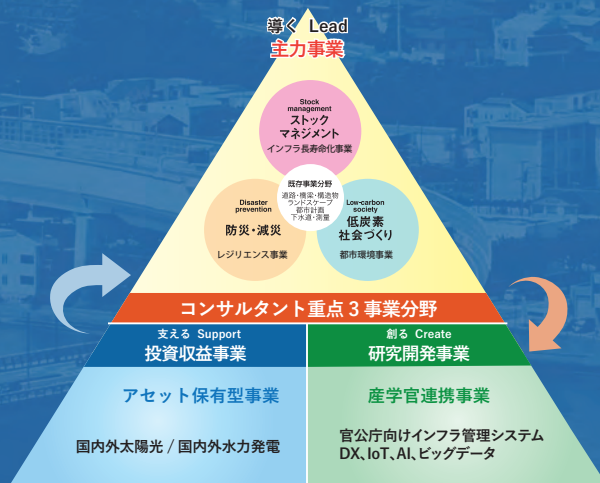 導く Lead
主力事業
Stock
management
ストック
マネジメント
インフラ長寿命化事業
既存事業分野
道路・橋梁・構造物
ランドスケープ
都市計画
下水道・測量
Disaster
prevention
防災・減災
レジリエンス事業
Low-carbon
society
低炭素
社会づくり
都市環境事業
コンサルタント重点3事業分野
支える Support
投資収益事業
アセット保有型事業
国内外太陽光/国内外水力発電
創る Create
研究開発事業
産学官連携事業
官公庁向けインフラ管理システム
DX、IoT、AI、ビッグデータ